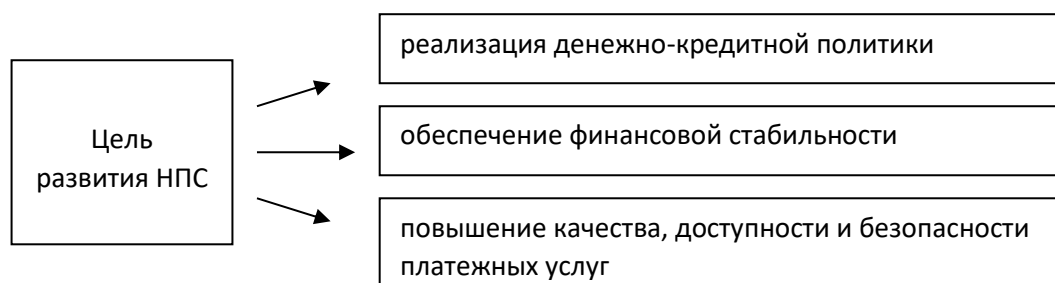 реализация денежно-кредитной политики
Цель
развития НПС
обеспечение финансовой стабильности
повышение качества, доступности и безопасности
платежных услуг